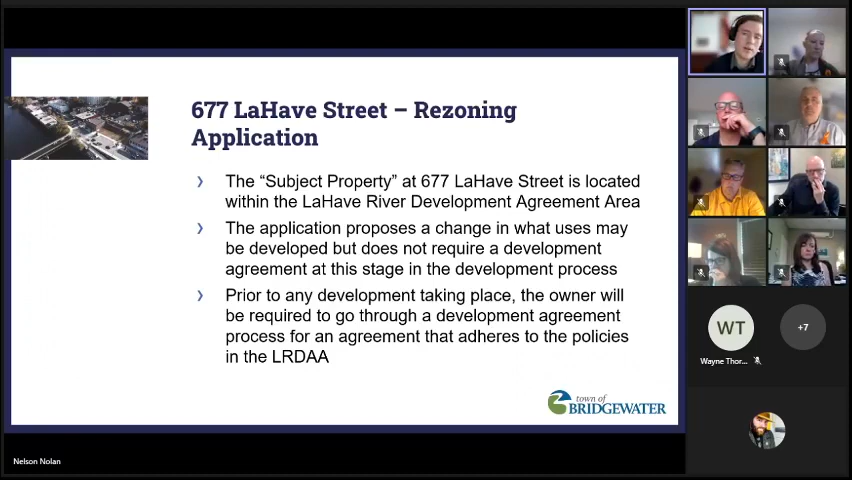 677 LaHave Street – Rezoning
Application
The “Subject Property” at 677 LaHave Street is located
within the LaHave River Development Agreement Area
The application proposes a change in what uses may
be developed but does not require a development
agreement at this stage in the development process
Prior to any development taking place, the owner will
be required to go through a development agreement
process for an agreement that adheres to the policies
in the LRDAA
town of
BRIDGEWATER
Nelson Nolan
WT
+7
Wayne Thor...